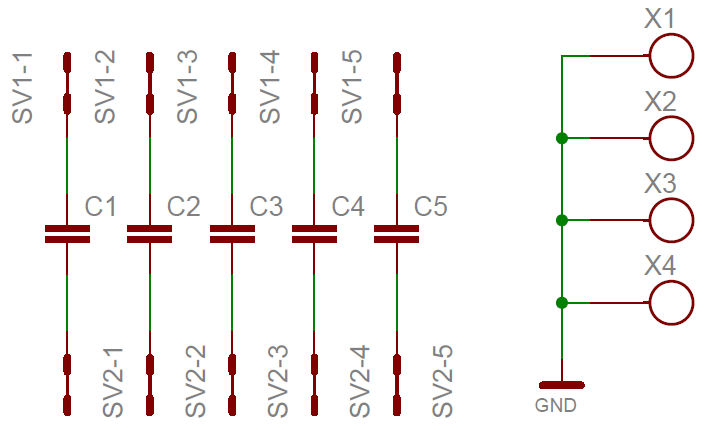 SV1-1
SV1-2
SV1-3
SV1-4
SV1-5
C1
C2
C3
C4
C5
SV2-1
SV2-2
SV2-3
SV2-4
SV2-5
X1
X2
X3
X4
GND